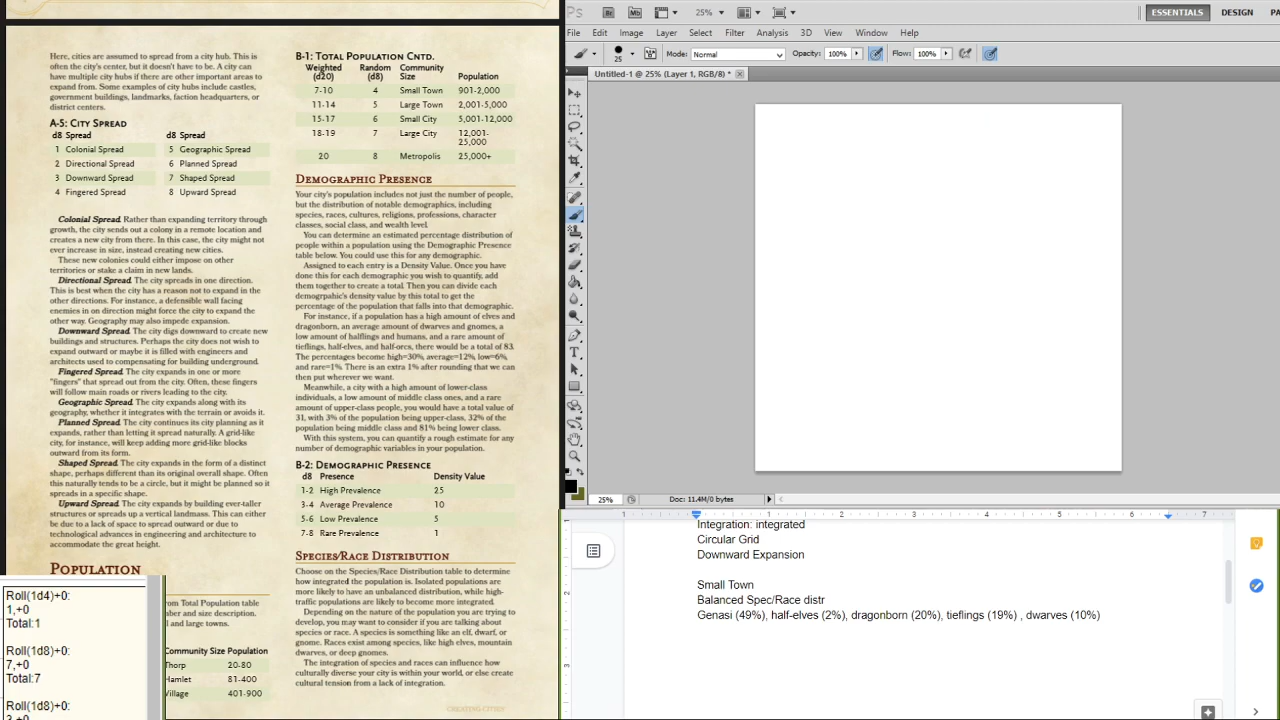 Here, cities are assumed to spread from a city hub. This is
often the city's center, but it doesn't have to be. A city can
have multiple city hubs if there are other important areas to
expand from. Some examples of city hubs include castles,
government buildings, landmarks, faction headquarters, or
district centers.
A-5: City Spread
d8 Spread d8 Spread
1 Colonial Spread 5 Geographic Spread
2 Directional Spread 6 Planned Spread
3 Downward Spread 7 Shaped Spread
4 Fingered Spread 8 Upward Spread
Colonial Spread. Rather than expanding territory through
growth, the city sends out a colony in a remote location and
creates a new city from there. In this case, the city might not
ever increase in size, instead creating new cities.
These new colonies could either impose on other
territories or stake a claim in new lands.
Directional Spread. The city spreads in one direction.
This is best when the city has a reason not to expand in the
other directions. For instance, a defensible wall facing
enemies in on direction might force the city to expand the
other way. Geography may also impede expansion.
Downward Spread. The city digs downward to create new
buildings and structures. Perhaps the city does not wish to
expand outward or maybe it is filled with engineers and
architects used to compensating for building underground.
Fingered Spread. The city expands in one or more
"fingers" that spread out from the city. Often, these fingers
will follow main roads or rivers leading to the city.
Geographic Spread. The city expands along with its
geography, whether it integrates with the terrain or avoids it.
Planned Spread. The city continues its city planning as it
expands, rather than letting it spread naturally. A grid-like
city, for instance, will keep adding more grid-like blocks
outward from its form.
Shaped Spread. The city expands in the form of a distinct
shape, perhaps different than its original overall shape. Often
this naturally tends to be a circle, but it might be planned so it
spreads in a specific shape.
Upward Spread. The city expands by building ever-taller
structures or spreads up a vertical landmass. This can either
be due to a lack of space to spread outward or due to
technological advances in engineering and architecture to
accommodate the great height.
Population
om Total Population table
mber and size description.
l and large towns.
Community Size Population
Thorp 20-80
Hamlet 81-400
Village 401-900
Roll(1d4)+0:
1,+0
Total:1
Roll(1d8)+0:
7,+0
Total:7
Roll(1d8)+0:
B-1: Total Population Cntd.
Weighted (d20) Random (d8) Community Size Population
7-10 4 Small Town 901-2,000
11-14 5 Large Town 2,001-5,000
15-17 6 Small City 5,001-12,000
18-19 7 Large City 12,001-
25,000
20 8 Metropolis 25,000+
Demographic Presence
Your city's population includes not just the number of people,
but the distribution of notable demographics, including
species, races, cultures, religions, professions, character
classes, social class, and wealth level.
You can determine an estimated percentage distribution of
people within a population using the Demographic Presence
table below. You could use this for any demographic.
Assigned to each entry is a Density Value. Once you have
done this for each demographic you wish to quantify, add
them together to create a total. Then you can divide each
demgrpahic's density value by this total to get the
percentage of the population that falls into that demographic.
For instance, if a population has a high amount of elves and
dragonborn, an average amount of dwarves and gnomes, a
low amount of halflings and humans, and a rare amount of
tieflings, half-elves, and half-orcs, there would be a total of 83.
The percentages become high=30%, average=12%, low=6%,
and rare=1%. There is an extra 1% after rounding that we can
then put wherever we want.
Meanwhile, a city with a high amount of lower-class
individuals, a low amount of middle class ones, and a rare
amount of upper-class people, you would have a total value of
31, with 3% of the population being upper-class, 32% of the
population being middle class and 81% being lower class.
With this system, you can quantify a rough estimate for any
number of demographic variables in your population.
B-2: Demographic Presence
d8 Presence Density Value
1-2 High Prevalence 25
3-4 Average Prevalence 10
5-6 Low Prevalence 5
7-8 Rare Prevalence 1
Species/Race Distribution
Choose on the Species/Race Distribution table to determine
how integrated the population is. Isolated populations are
more likely to have an unbalanced distribution, while high-
traffic populations are likely to become more integrated.
Depending on the nature of the population you are trying to
develop, you may want to consider if you are talking about
species or race. A species is something like an elf, dwarf, or
gnome. Races exist among species, like high elves, mountain
dwarves, or deep gnomes.
The integration of species and races can influence how
culturally diverse your city is within your world, or else create
cultural tension from a lack of integration.
CREATING CITIES
Ps Br Mb 25% ESSENTIALS DESIGN
File Edit Image Layer Select Filter Analysis 3D View Window Help
25 Mode: Normal Opacity: 100% Flow: 100%
Untitled-1 @ 25% (Layer 1, RGB/8) *
25% Doc: 11.4M/0 bytes
1 1 2 3 4 5 6 7
2
3
Integration: integrated
Circular Grid
Downward Expansion
Small Town
Balanced Spec/Race distr
Genasi (49%), half-elves (2%), dragonborn (20%), tieflings (19%) , dwarves (10%)